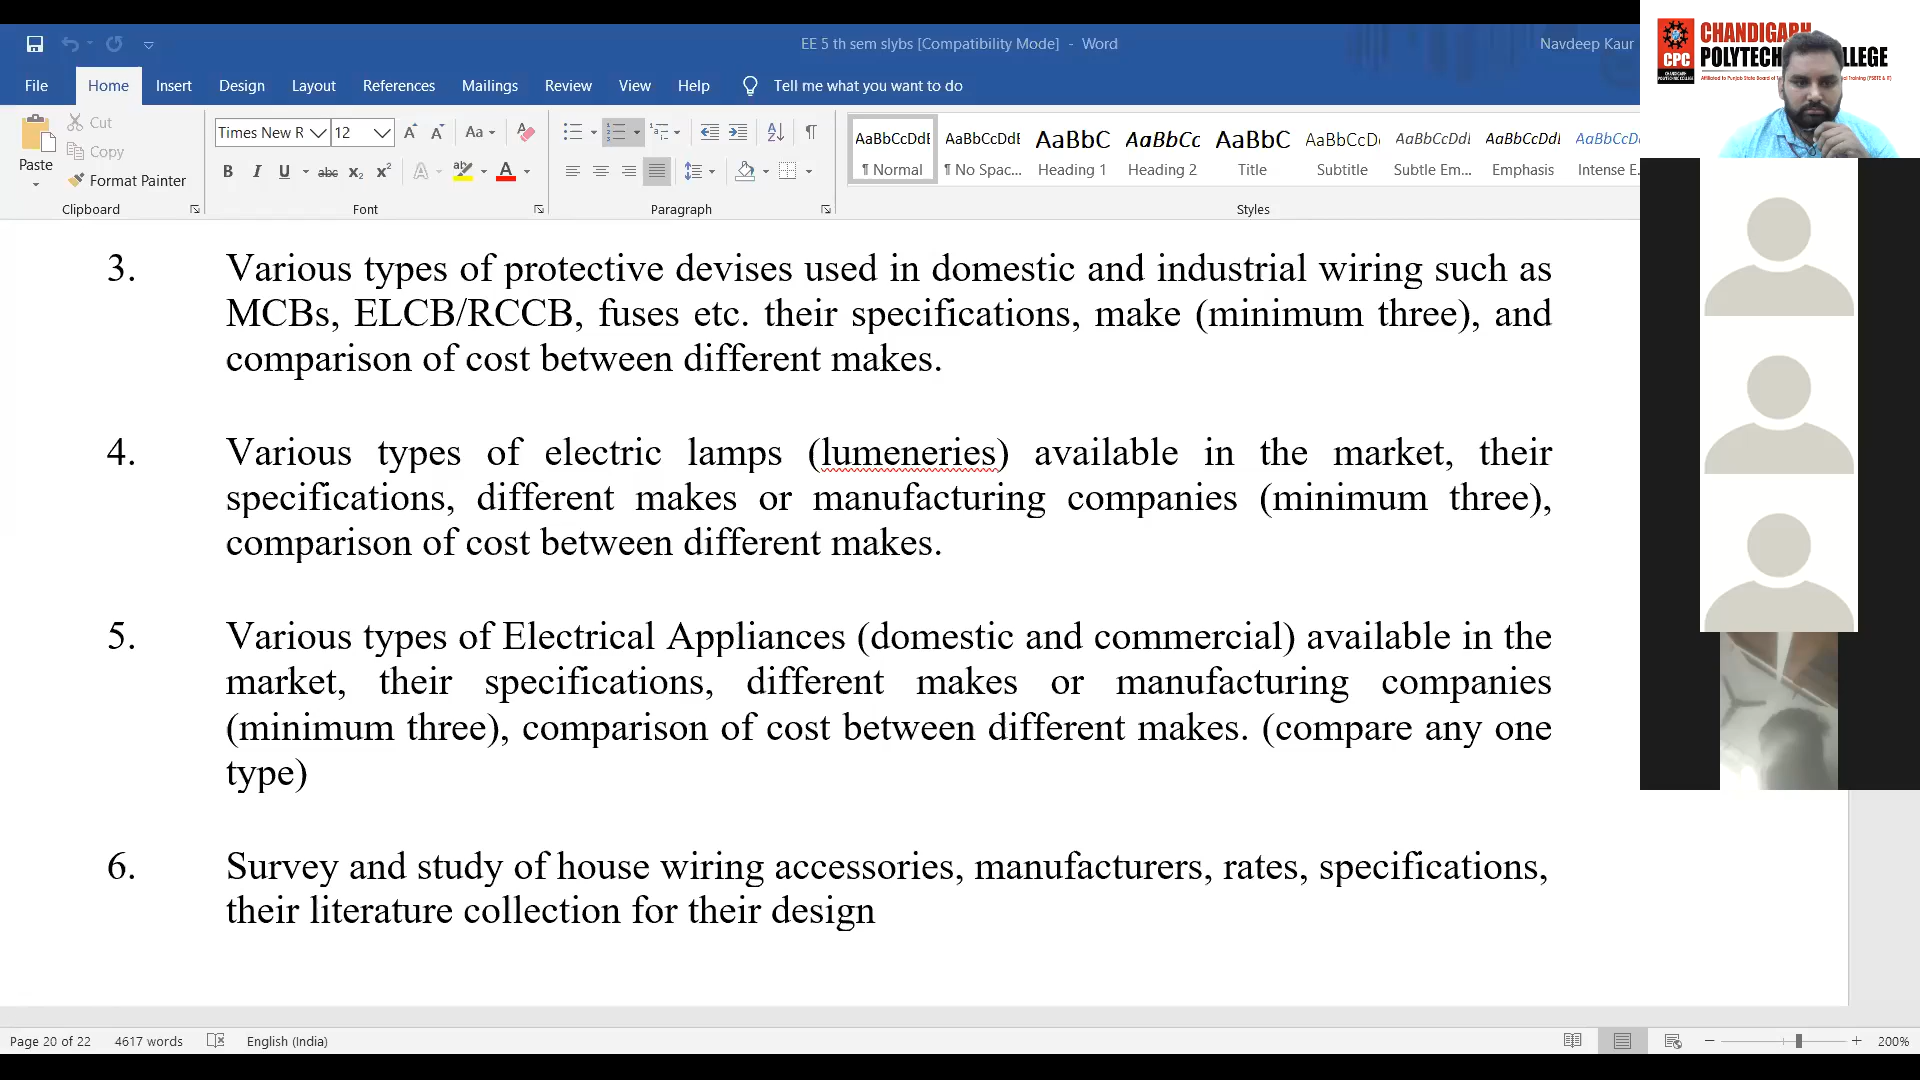 EE 5 th sem slybs [Compatibility Mode] - Word
Navdeep Kaur
CHANDIGARH
POLYTECH LLEGE
CPC
File Home Insert Design Layout References Mailings Review View Help Tell me what you want to do
Paste
Cut
Copy
Format Painter
Clipboard
Times New R 12
Font
Paragraph
AaBbCcDdE AaBbCcDdE AaBbC AaBbCc AaBbC AaBbCcD AaBbCcDdI AaBbCcDdI AaBbCcDd
¶ Normal ¶ No Spac... Heading 1 Heading 2 Title Subtitle Subtle Em... Emphasis Intense E.
Styles
3. Various types of protective devises used in domestic and industrial wiring such as
MCBs, ELCB/RCCB, fuses etc. their specifications, make (minimum three), and
comparison of cost between different makes.
4. Various types of electric lamps (lumeneries) available in the market, their
specifications, different makes or manufacturing companies (minimum three),
comparison of cost between different makes.
5. Various types of Electrical Appliances (domestic and commercial) available in the
market, their specifications, different makes or manufacturing companies
(minimum three), comparison of cost between different makes. (compare any one
type)
6. Survey and study of house wiring accessories, manufacturers, rates, specifications,
their literature collection for their design
Page 20 of 22 4617 words English (India) 200%